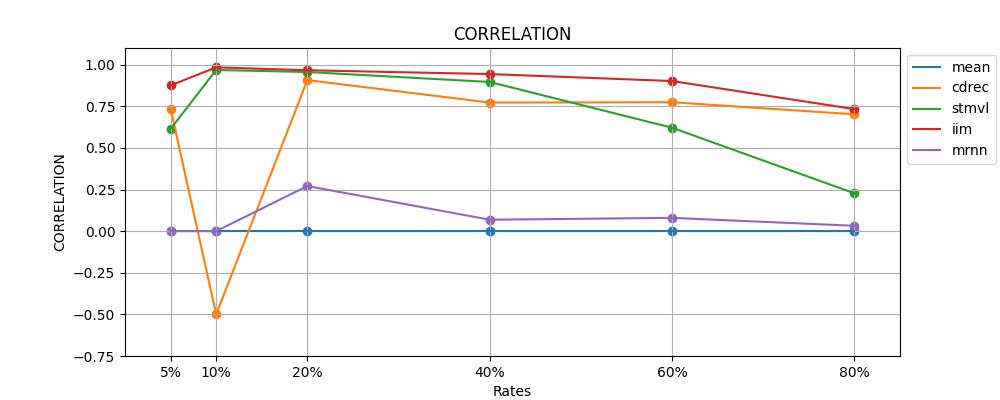 CORRELATION
1.00
0.75
0.50
0.25
0.00
−0.25
−0.50
−0.75
CORRELATION
5%
10%
20%
40%
60%
80%
Rates
mean
cdrec
stmvl
iim
mrnn